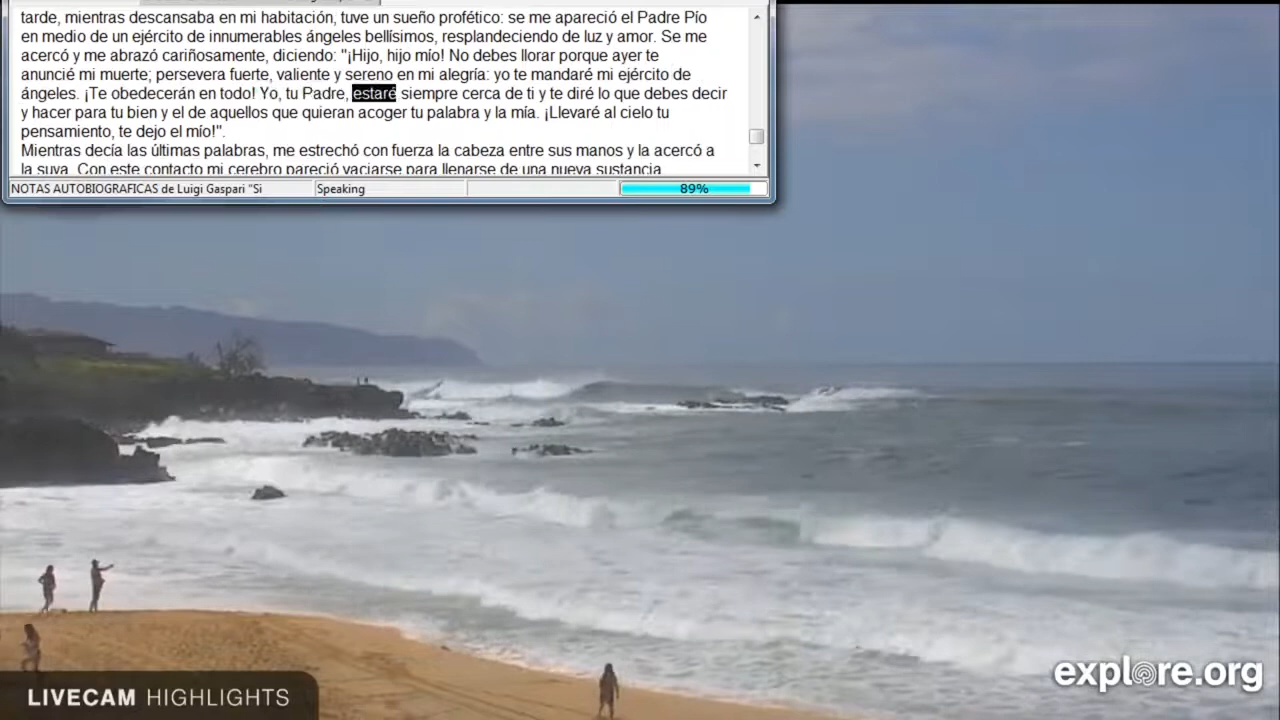 tarde, mientras descansaba en mi habitación, tuve un sueño profético: se me apareció el Padre Pío
en medio de un ejército de innumerables ángeles bellísimos, resplandeciendo de luz y amor. Se me
acercó y me abrazó cariñosamente, diciendo: "¡Hijo, hijo mío! No debes llorar porque ayer te
anuncié mi muerte; persevera fuerte, valiente y sereno en mi alegría: yo te mandaré mi ejército de
ángeles. ¡Te obedecerán en todo! Yo, tu Padre, estaré siempre cerca de ti y te diré lo que debes decir
y hacer para tu bien y el de aquellos que quieran acoger tu palabra y la mía. ¡Llevaré al cielo tu
pensamiento, te dejo el mío!".
Mientras decía las últimas palabras, me estrechó con fuerza la cabeza entre sus manos y la acercó a
la suya. Con este contacto mi cerebro pareció vaciarse para llenarse de una nueva sustancia
NOTAS AUTOBIOGRAFICAS de Luigi Gaspari "Si Speaking 89%
explore.org
LIVECAM HIGHLIGHTS